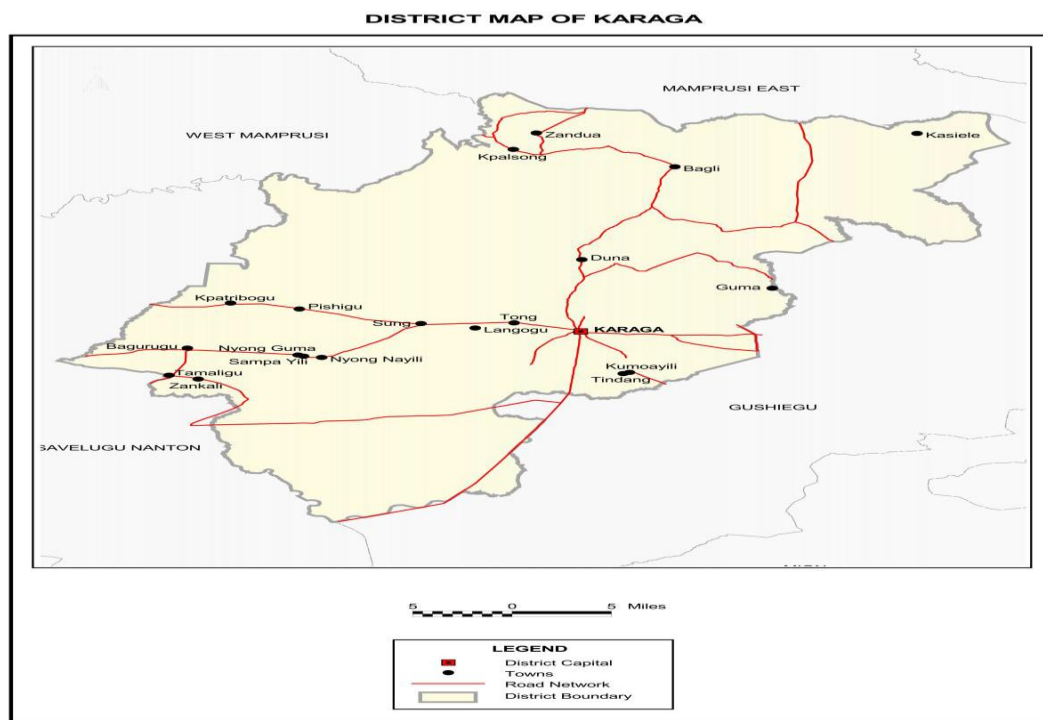 DISTRICT MAP OF KARAGA
MAMPRUSI EAST
WEST MAMPRUSI
Zandua
Kasiele
Kpalsong
Bagli
Duna
Guma
Kpatribogu
Pishigu
Tong
Sung
Langogu
KARAGA
Bagurugu
Nyong Guma
Sampa Yili
Nyong Nayili
Tamaligu
Zankali
Kumoayili
Tindang
GUSHIEGU
SAVELUGU NANTON
5 0 5 Miles
LEGEND
District Capital
Towns
Road Network
District Boundary